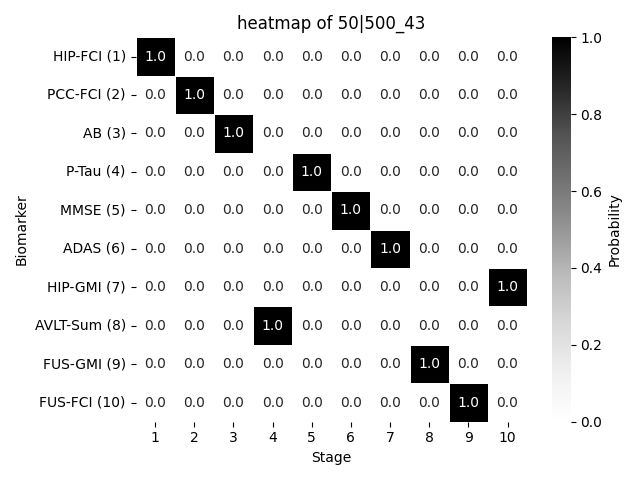 heatmap of 50|500_43
HIP-FCI (1) 1.0 0.0 0.0 0.0 0.0 0.0 0.0 0.0 0.0 0.0
PCC-FCI (2) 0.0 1.0 0.0 0.0 0.0 0.0 0.0 0.0 0.0 0.0
AB (3) 0.0 0.0 1.0 0.0 0.0 0.0 0.0 0.0 0.0 0.0
P-Tau (4) 0.0 0.0 0.0 0.0 1.0 0.0 0.0 0.0 0.0 0.0
MMSE (5) 0.0 0.0 0.0 0.0 0.0 1.0 0.0 0.0 0.0 0.0
ADAS (6) 0.0 0.0 0.0 0.0 0.0 0.0 1.0 0.0 0.0 0.0
HIP-GMI (7) 0.0 0.0 0.0 0.0 0.0 0.0 0.0 0.0 0.0 1.0
AVLT-Sum (8) 0.0 0.0 0.0 1.0 0.0 0.0 0.0 0.0 0.0 0.0
FUS-GMI (9) 0.0 0.0 0.0 0.0 0.0 0.0 0.0 1.0 0.0 0.0
FUS-FCI (10) 0.0 0.0 0.0 0.0 0.0 0.0 0.0 0.0 1.0 0.0
1 2 3 4 5 6 7 8 9 10
Stage
Biomarker
1.0
0.8
0.6
0.4
0.2
0.0
Probability